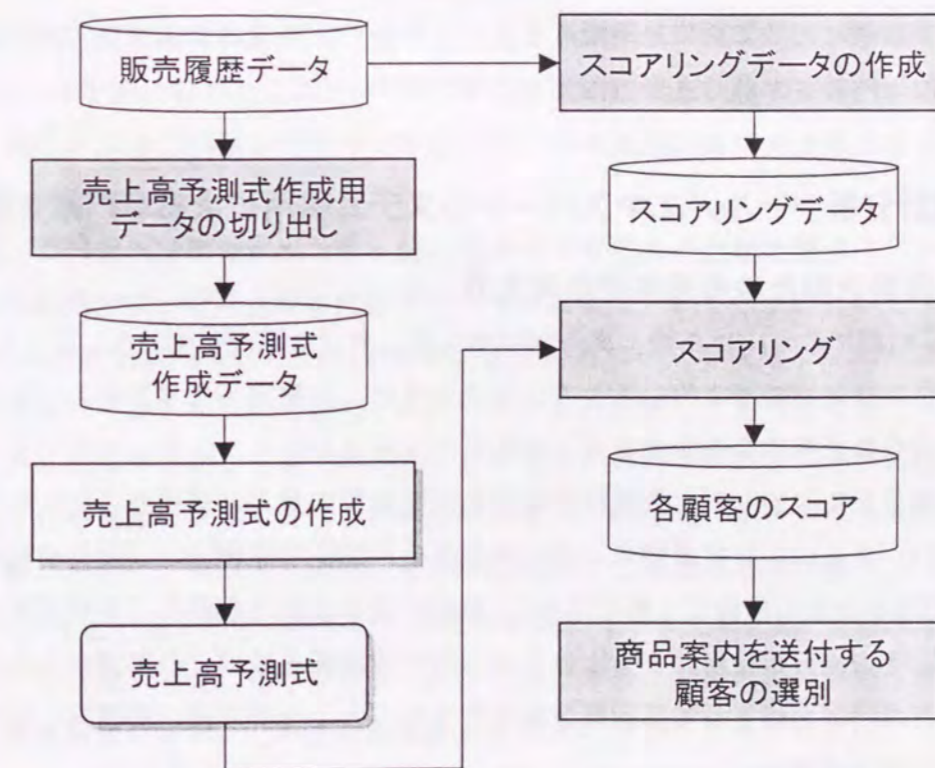 販売履歴データ
売上高予測式作成用
データの切り出し
売上高予測式
作成データ
売上高予測式の作成
売上高予測式
スコアリングデータの作成
スコアリングデータ
スコアリング
各顧客のスコア
商品案内を送付する
顧客の選別